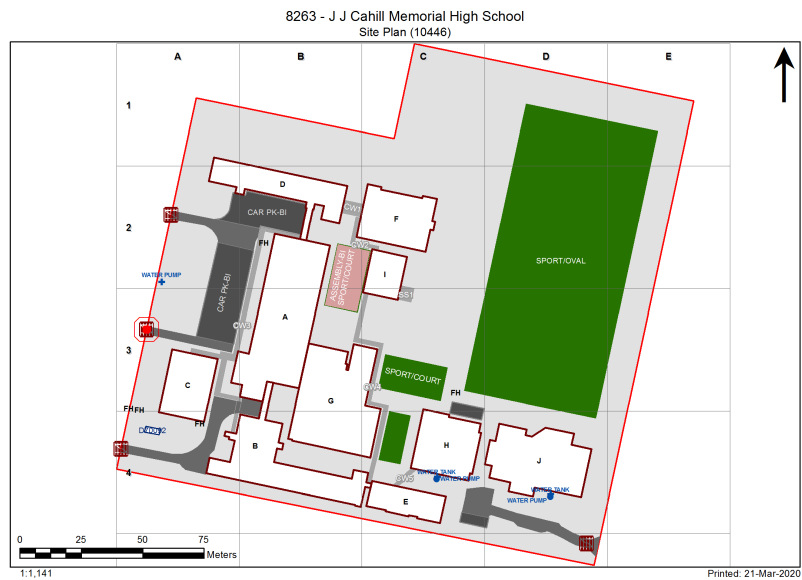 8263 - J J Cahill Memorial High School
Site Plan (10446)
A B C D E
1
D
CAR PK-BI
CW1
F
2
FH
CW2
SPORT/OVAL
WATER PUMP
ASSEMBLY-BI
SPORT/COURT
I
CAR PK-BI
SS1
A
CW3
3
C
SPORT/COURT
CW4
FH
G
FH FH
FH
B
H
J
4
WATER TANK
WATER PUMP
CW5
WATER TANK
WATER PUMP
E
0 25 50 75
Meters
1:1,141
Printed: 21-Mar-2020